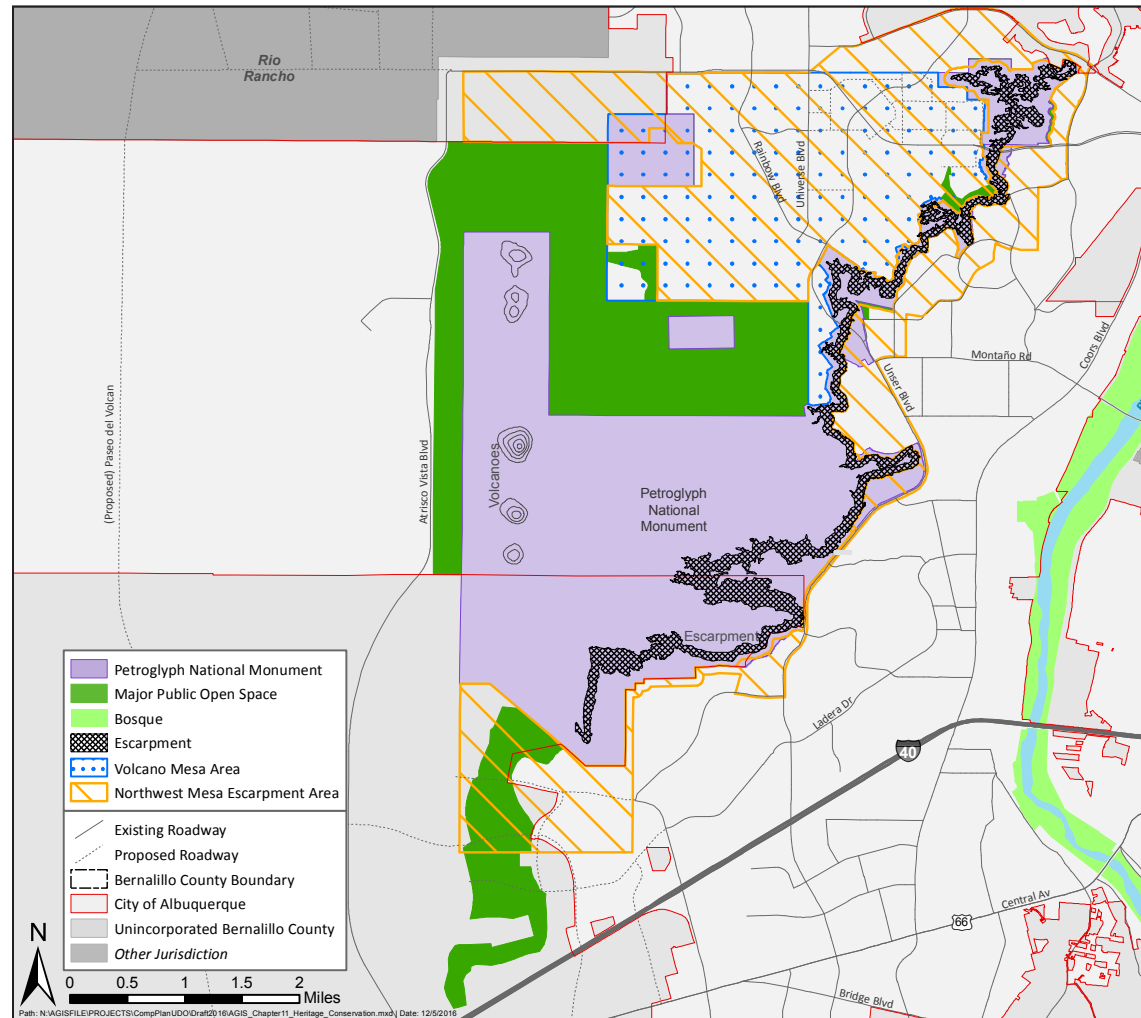 Rio
Rancho
Rainbow Blvd
Universe Blvd
Coors Blvd
Montaño Rd
Unser Blvd
(Proposed) Paseo del Volcan
Atrisco Vista Blvd
Volcanoes
Petroglyph
National
Monument
Escarpment
Ladera Dr
40
Central Av
66
Bridge Blvd
Petroglyph National Monument
Major Public Open Space
Bosque
Escarpment
Volcano Mesa Area
Northwest Mesa Escarpment Area
Existing Roadway
Proposed Roadway
Bernalillo County Boundary
City of Albuquerque
Unincorporated Bernalillo County
Other Jurisdiction
N
0 0.5 1 1.5 2
Miles
Path: N:\AGISFILE\PROJECTS\CompPlanUDO\Draft2016\AGIS_Chapter11_Heritage_Conservation.mxd | Date: 12/5/2016